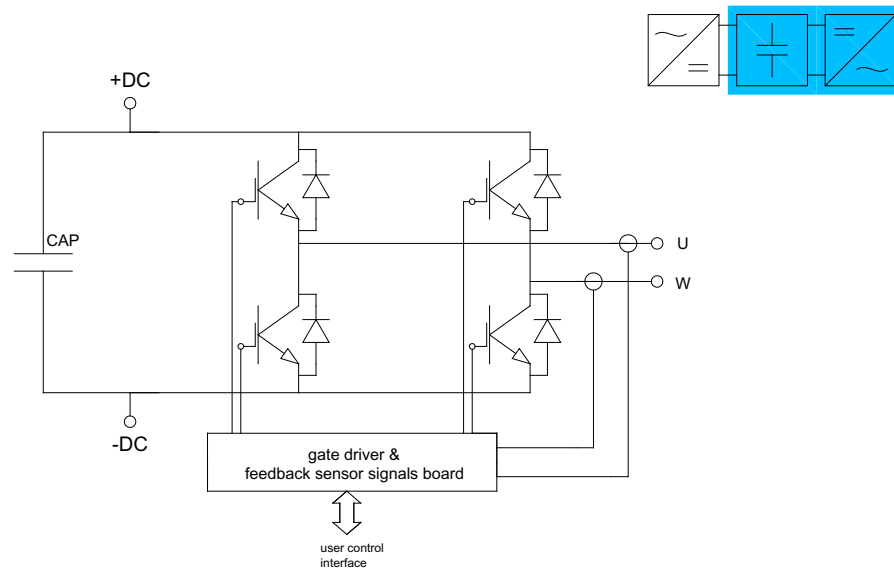 +DC
CAP
U
W
-DC
gate driver &
feedback sensor signals board
user control
interface